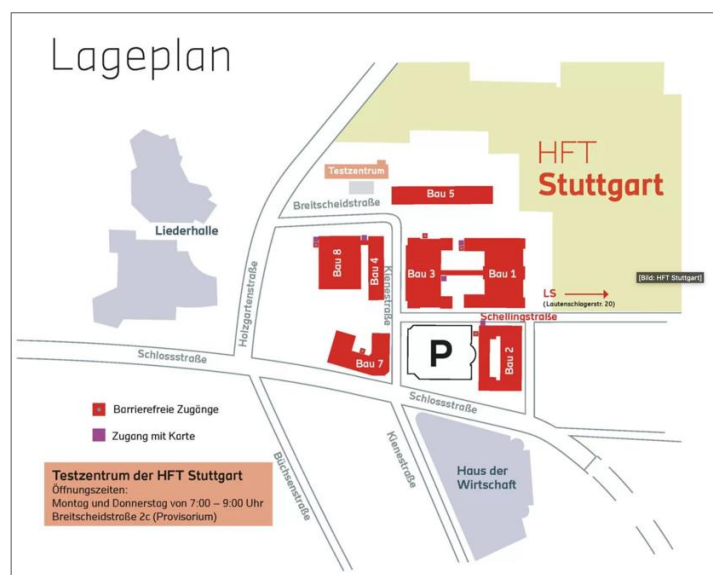 Lageplan
HFT
Stuttgart
Testzentrum
Bau 5
Breitscheidstraße
Liederhalle
Bau 8
Bau 4
Kienestraße
Bau 3
Bau 1
[Bild: HFT Stuttgart]
LS
(Lautenschlagerstr. 20)
Holzgartenstraße
Schellingstraße
Schlossstraße
Bau 7
P
Bau 2
Schlossstraße
Barrierefreie Zugänge
Zugang mit Karte
Büchsenstraße
Kienestraße
Haus der
Wirtschaft
Testzentrum der HFT Stuttgart
Öffnungszeiten:
Montag und Donnerstag von 7:00 – 9:00 Uhr
Breitscheidstraße 2c (Provisorium)